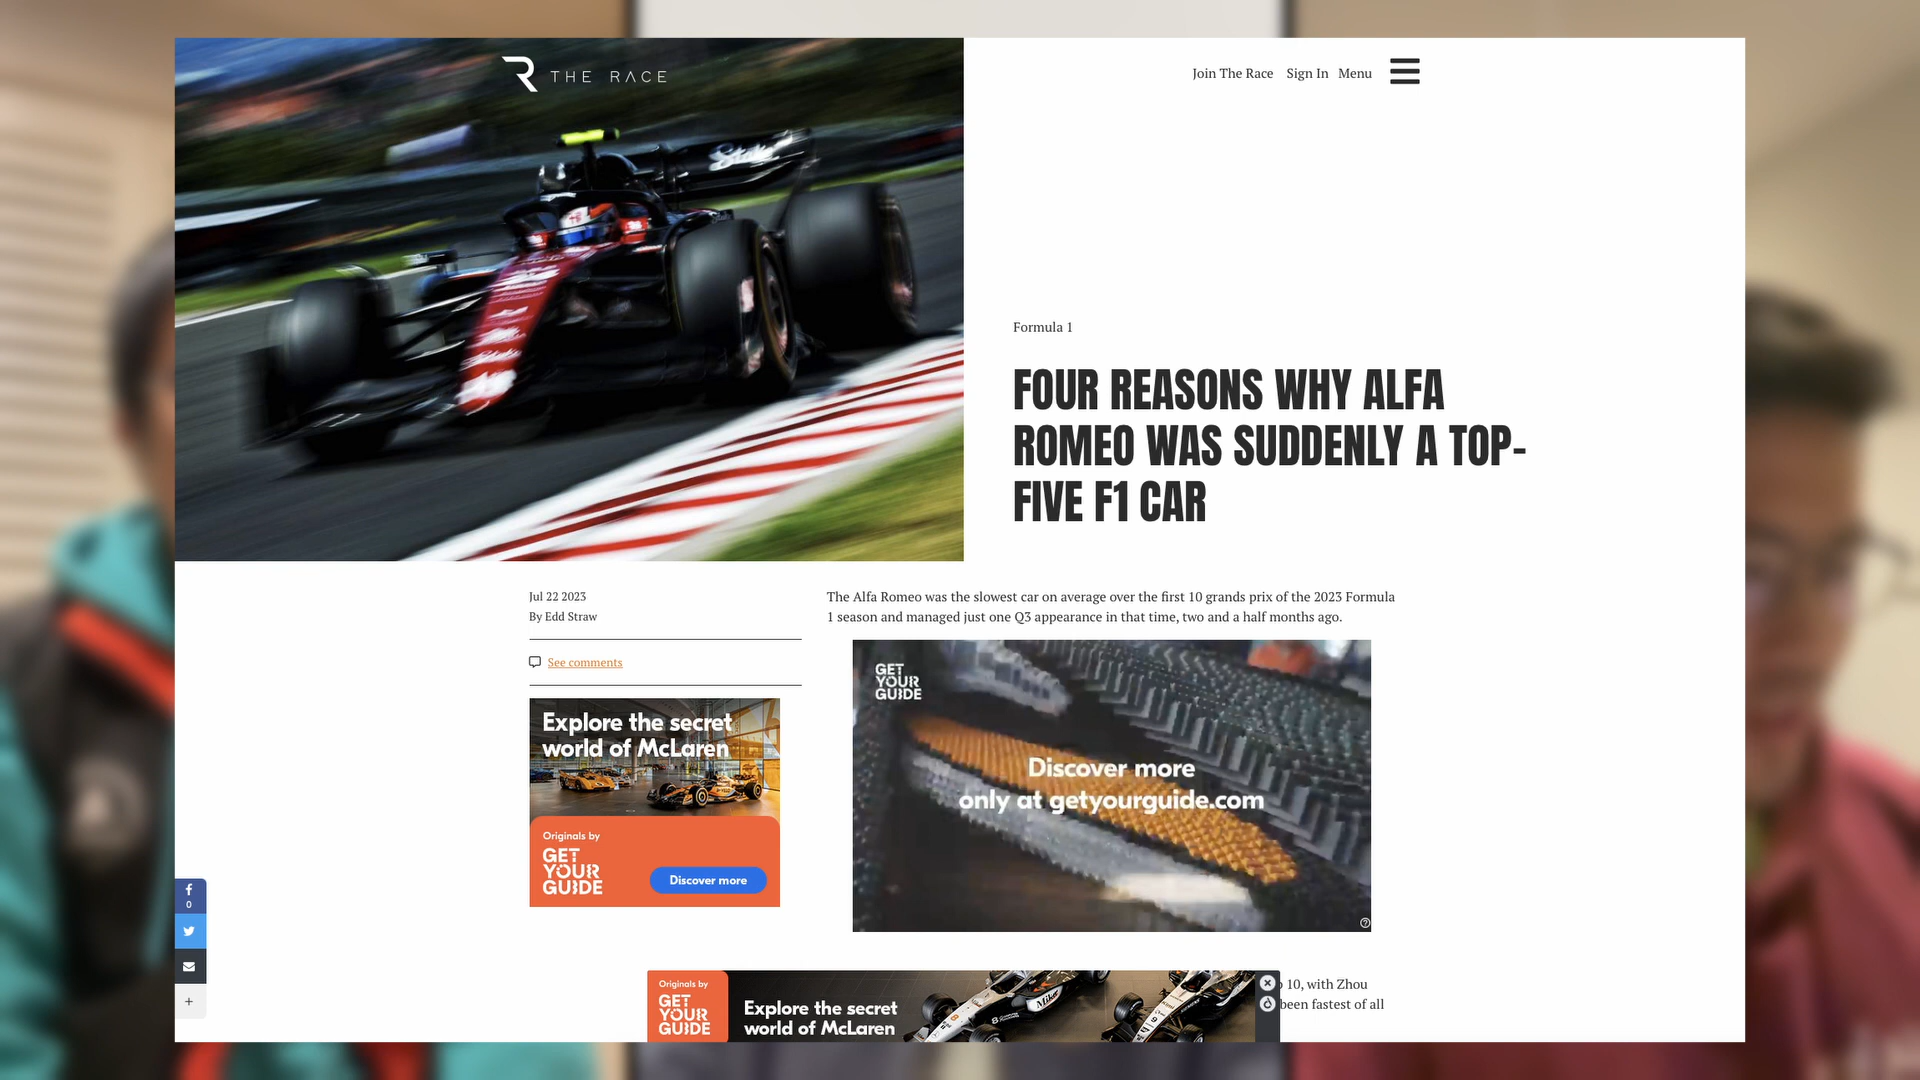 THE RACE
Join The Race Sign In Menu
Stake
Formula 1
FOUR REASONS WHY ALFA
ROMEO WAS SUDDENLY A TOP-
FIVE F1 CAR
Jul 22 2023
By Edd Straw
See comments
The Alfa Romeo was the slowest car on average over the first 10 grands prix of the 2023 Formula
1 season and managed just one Q3 appearance in that time, two and a half months ago.
Explore the secret
world of McLaren
Originals by
GET
YOUR
GUIDE
Discover more
GET
YOUR
GUIDE
Discover more
only at getyourguide.com
0
Originals by
GET
YOUR
GUIDE
Explore the secret
world of McLaren
10, with Zhou
been fastest of all